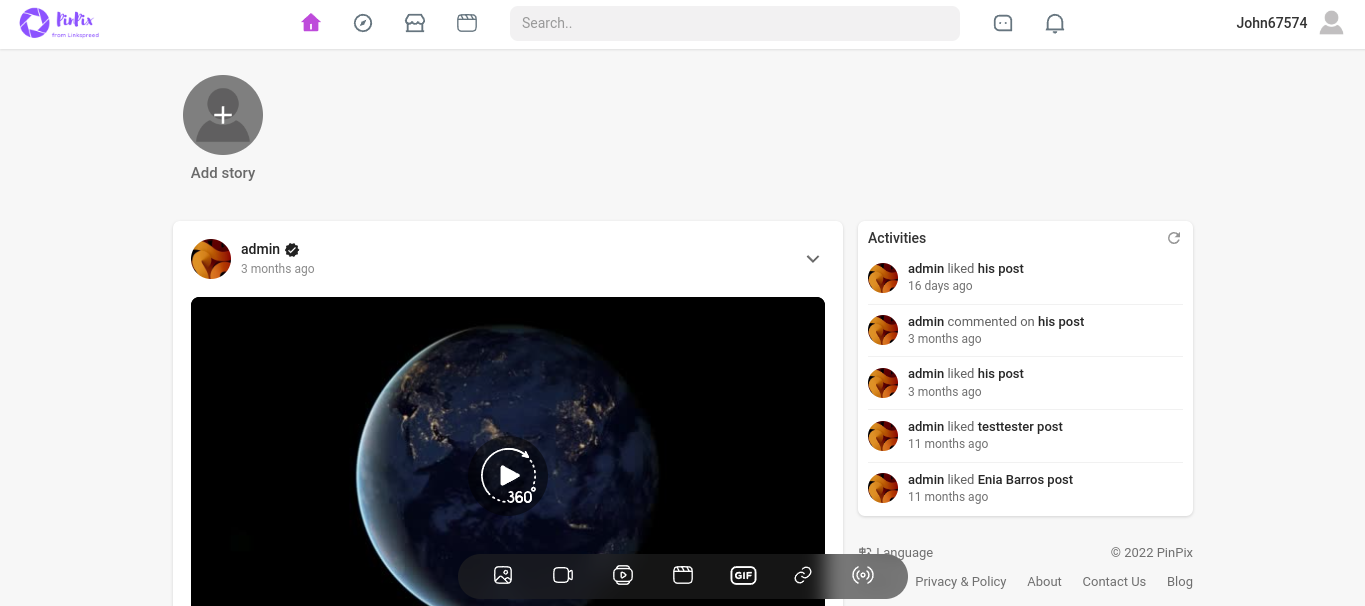 PinPix
from Linkspread
Search..
John67574
Add story
admin
3 months ago
360°
Activities
admin liked his post
16 days ago
admin commented on his post
3 months ago
admin liked his post
3 months ago
admin liked testtester post
11 months ago
admin liked Enia Barros post
11 months ago
Language
© 2022 PinPix
Privacy & Policy
About
Contact Us
Blog
GIF